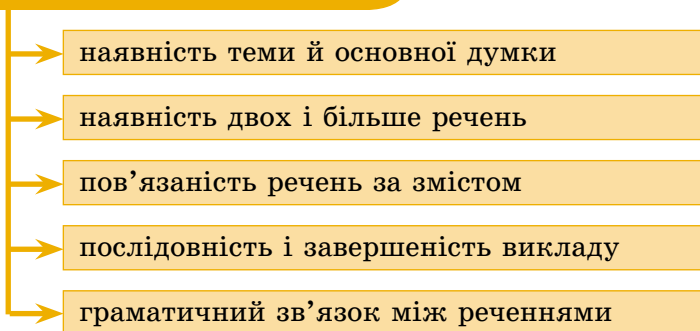 наявність теми й основної думки
наявність двох і більше речень
пов’язаність речень за змістом
послідовність і завершеність викладу
граматичний зв’язок між реченнями